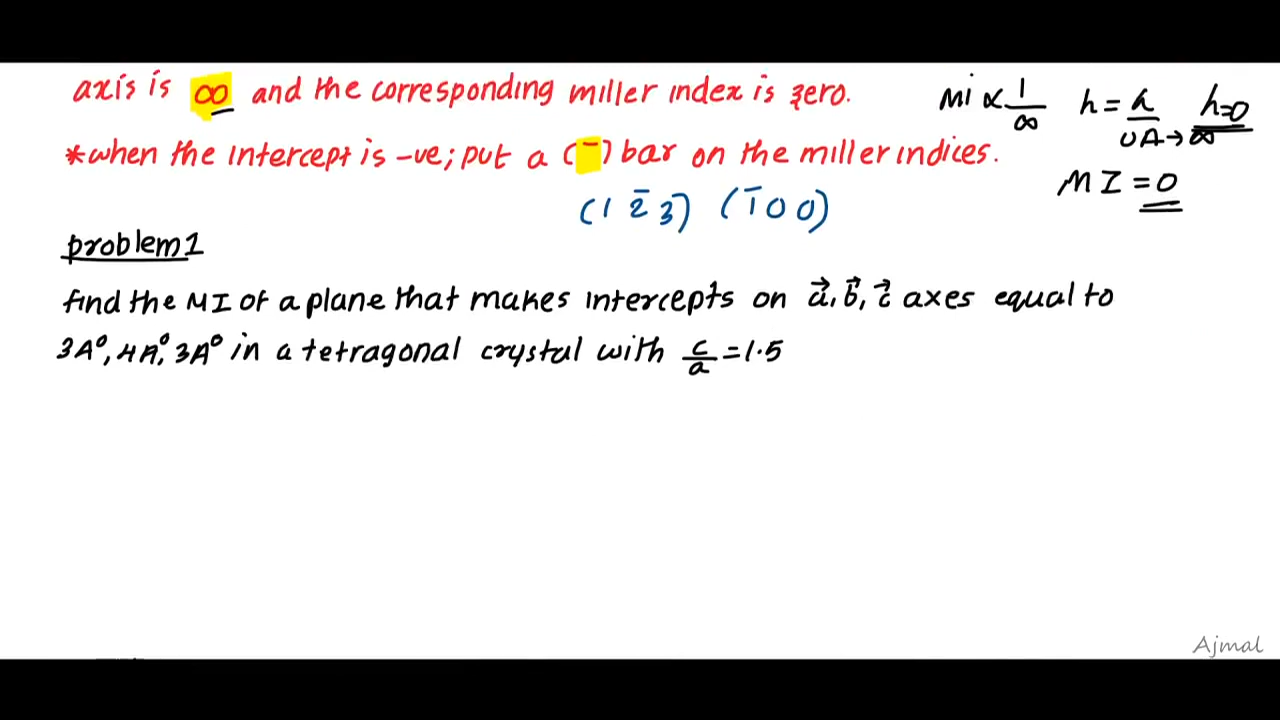 axis is ∞ and the corresponding miller index is zero.
MI ∝ 1/∞ h = a/OA→∞ h=0
*when the intercept is -ve; put a (‾) bar on the miller indices.
MI = 0
(1 2̄ 3) (1̄ 0 0)
problem1
find the MI of a plane that makes intercepts on a⃗, b⃗, c⃗ axes equal to
3A°, 4A°, 3A° in a tetragonal crystal with c/a = 1.5
Ajmal